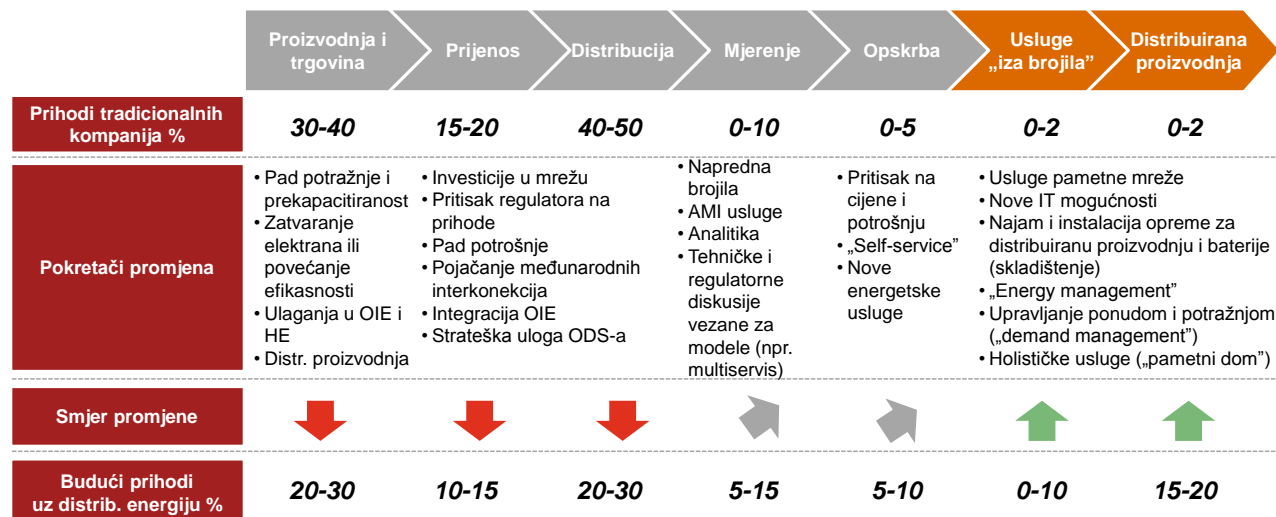 Proizvodnja i
trgovina
Prijenos
Distribucija
Mjerenje
Opskrba
Usluge
„iza brojila”
Distribuirana
proizvodnja
Prihodi tradicionalnih
kompanija %
30-40
15-20
40-50
0-10
0-5
0-2
0-2
Pokretači promjena
• Pad potražnje i
prekapacitiranost
• Zatvaranje
elektrana ili
povećanje
efikasnosti
• Ulaganja u OIE i
HE
• Distr. proizvodnja
• Investicije u mrežu
• Pritisak regulatora na
prihode
• Pad potrošnje
• Pojačanje međunarodnih
interkonekcija
• Integracija OIE
• Strateška uloga ODS-a
• Napredna
brojila
• AMI usluge
• Analitika
• Tehničke i
regulatorne
diskusije
vezane za
modele (npr.
multiservis)
• Pritisak na
cijene i
potrošnju
• „Self-service”
• Nove
energetske
usluge
• Usluge pametne mreže
• Nove IT mogućnosti
• Najam i instalacija opreme za
distribuiranu proizvodnju i baterije
(skladištenje)
• „Energy management”
• Upravljanje ponudom i potražnjom
(„demand management”)
• Holističke usluge („pametni dom”)
Smjer promjene
Budući prihodi
uz distrib. energiju %
20-30
10-15
20-30
5-15
5-10
0-10
15-20